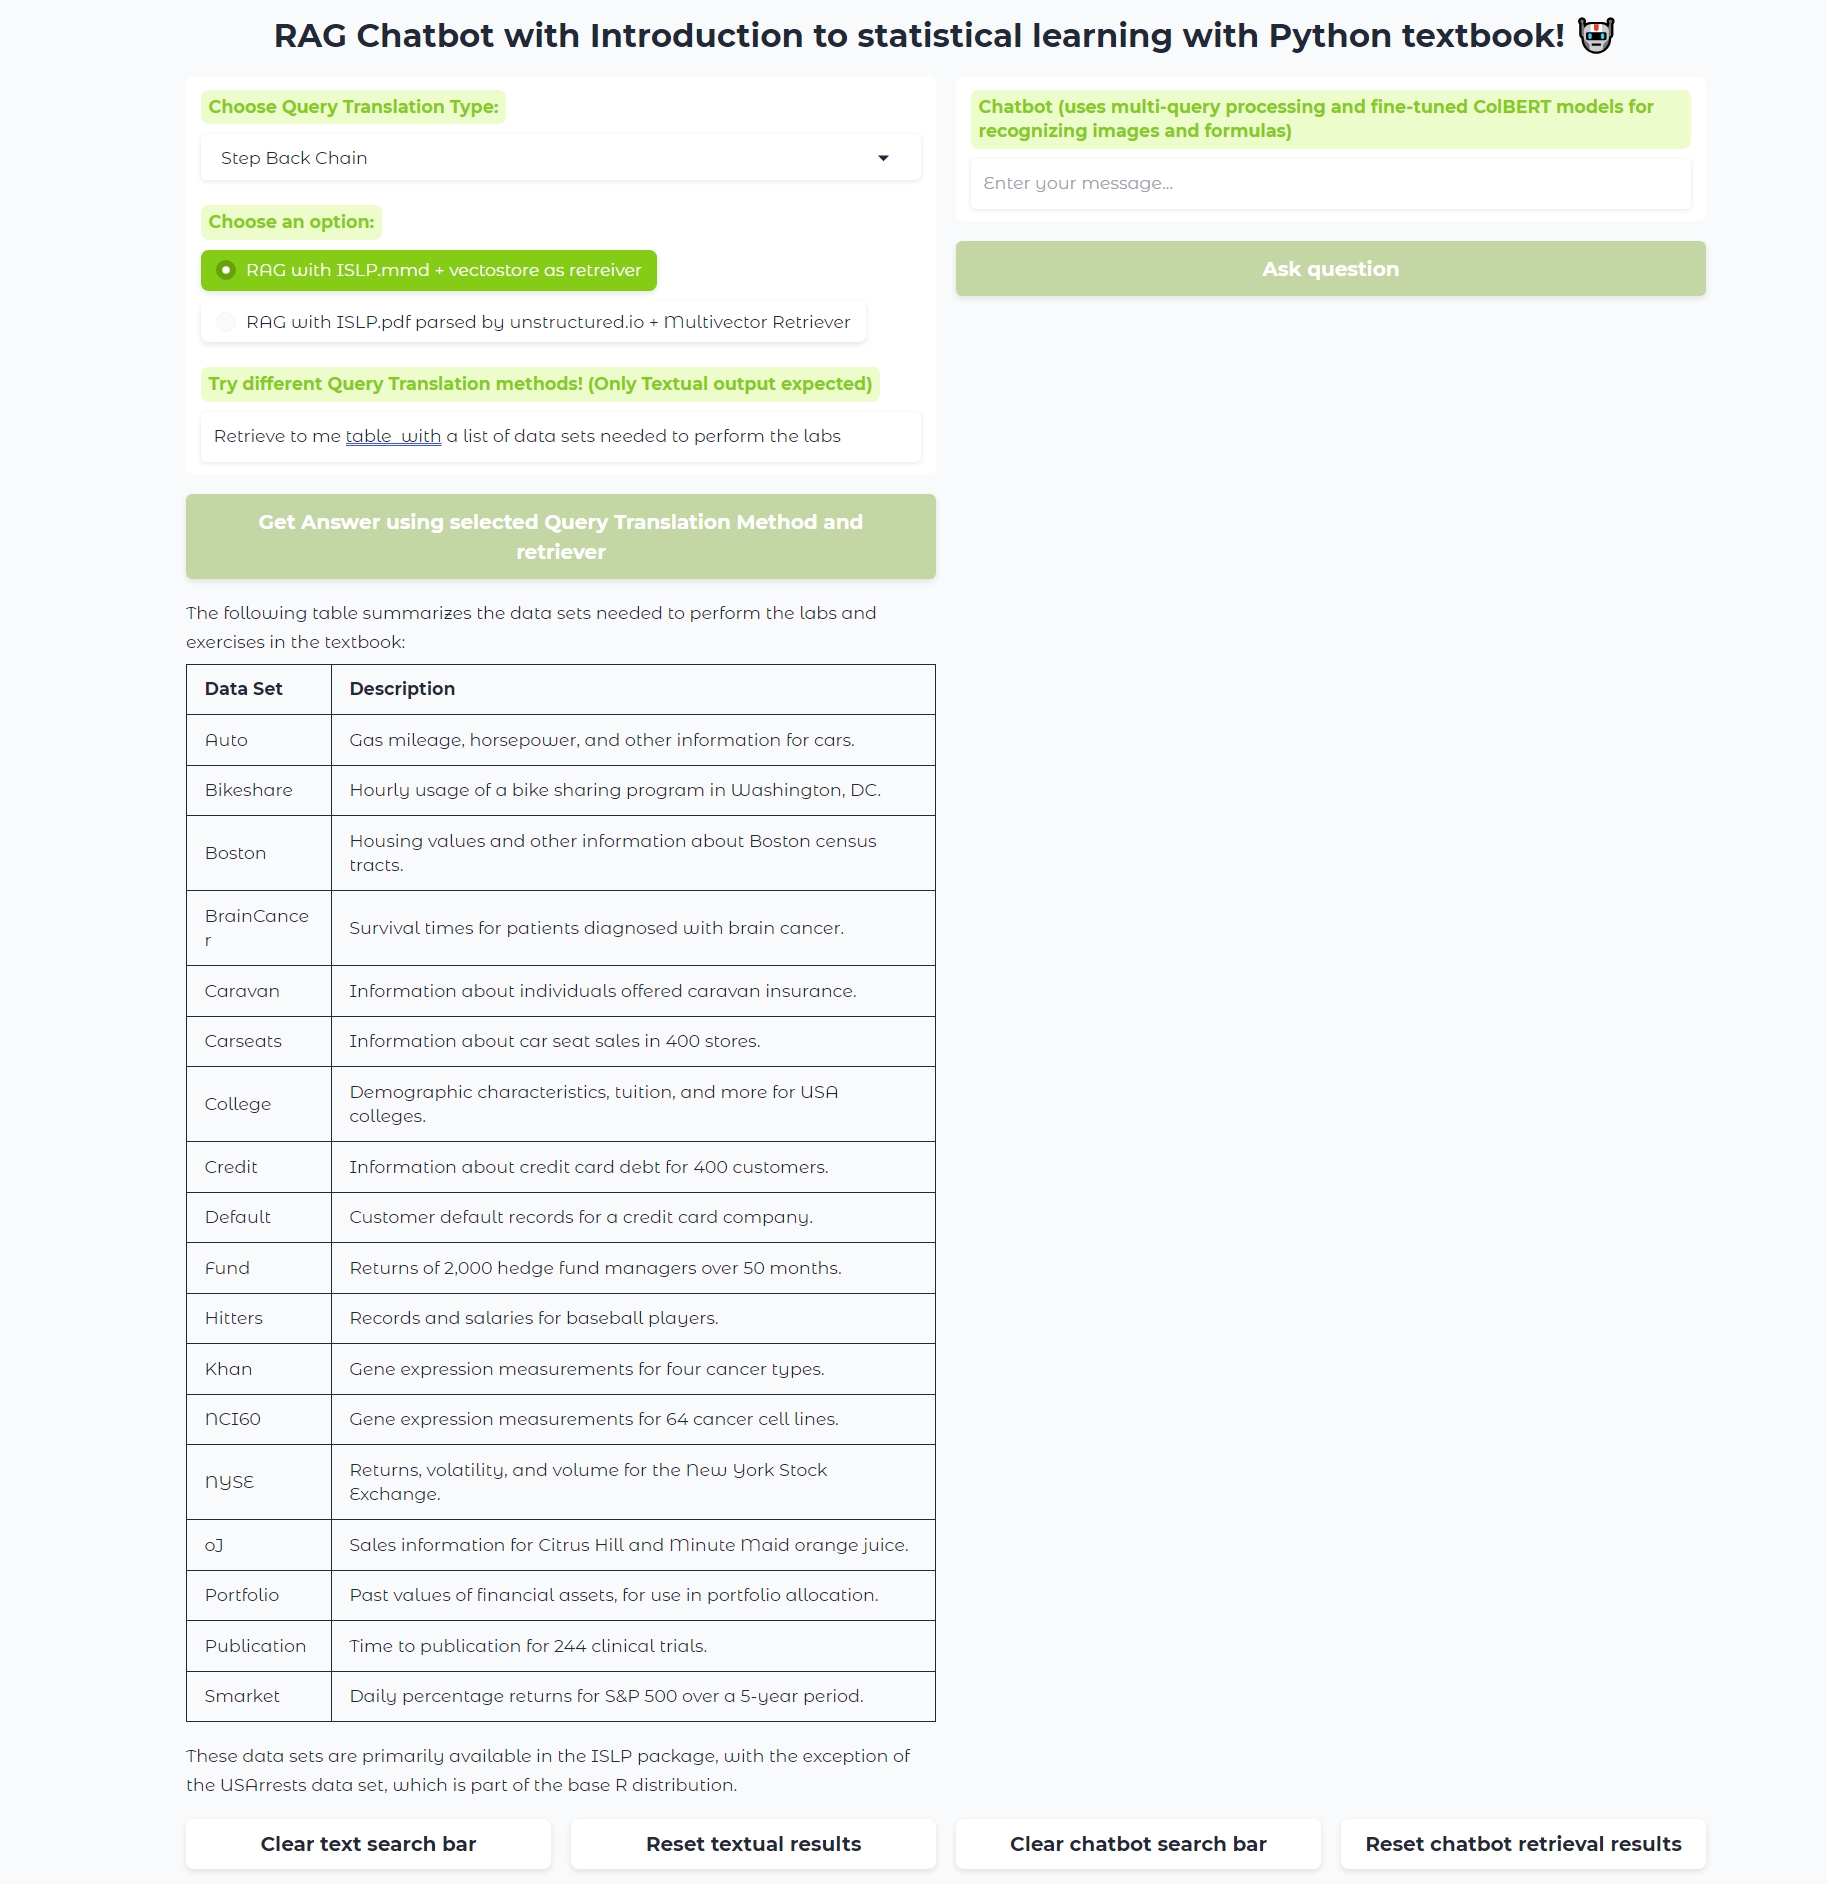 RAG Chatbot with Introduction to statistical learning with Python textbook!
Choose Query Translation Type:
Step Back Chain
Choose an option:
RAG with ISLP.mmd + vectostore as retreiver
RAG with ISLP.pdf parsed by unstructured.io + Multivector Retriever
Try different Query Translation methods! (Only Textual output expected)
Retrieve to me table with a list of data sets needed to perform the labs
Get Answer using selected Query Translation Method and
retriever
The following table summarizes the data sets needed to perform the labs and
exercises in the textbook:
Data Set Description
Auto Gas mileage, horsepower, and other information for cars.
Bikeshare Hourly usage of a bike sharing program in Washington, DC.
Boston Housing values and other information about Boston census
tracts.
BrainCance
r
Survival times for patients diagnosed with brain cancer.
Caravan Information about individuals offered caravan insurance.
Carseats Information about car seat sales in 400 stores.
College Demographic characteristics, tuition, and more for USA
colleges.
Credit Information about credit card debt for 400 customers.
Default Customer default records for a credit card company.
Fund Returns of 2,000 hedge fund managers over 50 months.
Hitters Records and salaries for baseball players.
Khan Gene expression measurements for four cancer types.
NCI60 Gene expression measurements for 64 cancer cell lines.
NYSE Returns, volatility, and volume for the New York Stock
Exchange.
oJ Sales information for Citrus Hill and Minute Maid orange juice.
Portfolio Past values of financial assets, for use in portfolio allocation.
Publication Time to publication for 244 clinical trials.
Smarket Daily percentage returns for S&P 500 over a 5-year period.
These data sets are primarily available in the ISLP package, with the exception of
the USArrests data set, which is part of the base R distribution.
Chatbot (uses multi-query processing and fine-tuned ColBERT models for
recognizing images and formulas)
Enter your message...
Ask question
Clear text search bar
Reset textual results
Clear chatbot search bar
Reset chatbot retrieval results